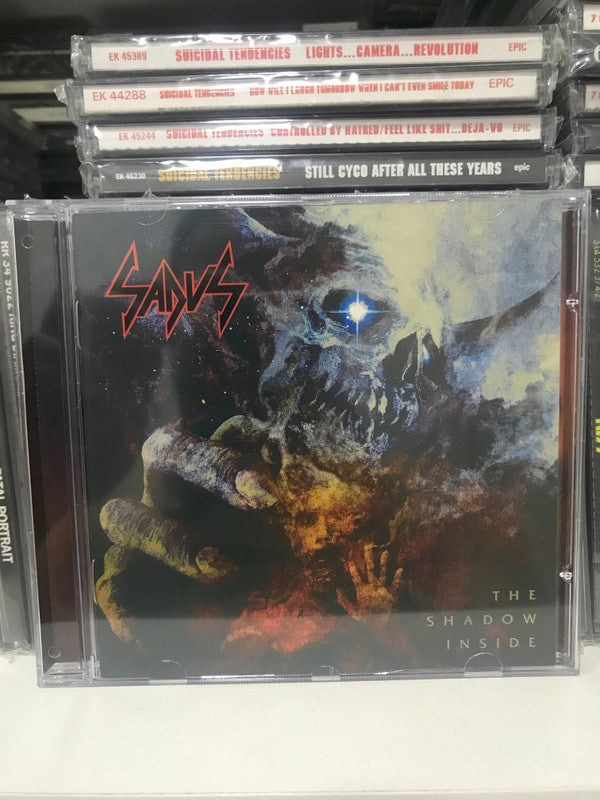 EK 45389 SUICIDAL TENDENCIES LIGHTS...CAMERA...REVOLUTION EPIC
EK 44288 SUICIDAL TENDENCIES HOW WILL I LAUGH TOMORROW WHEN I CAN'T EVEN SMILE TODAY EPIC
EK 45244 SUICIDAL TENDENCIES CONTROLLED BY HATRED/FEEL LIKE SHIT...DEJA-VU EPIC
EK 46230 SUICIDAL TENDENCIES STILL CYCO AFTER ALL THESE YEARS epic
SADUS
THE
SHADOW
INSIDE
PORTRAIT